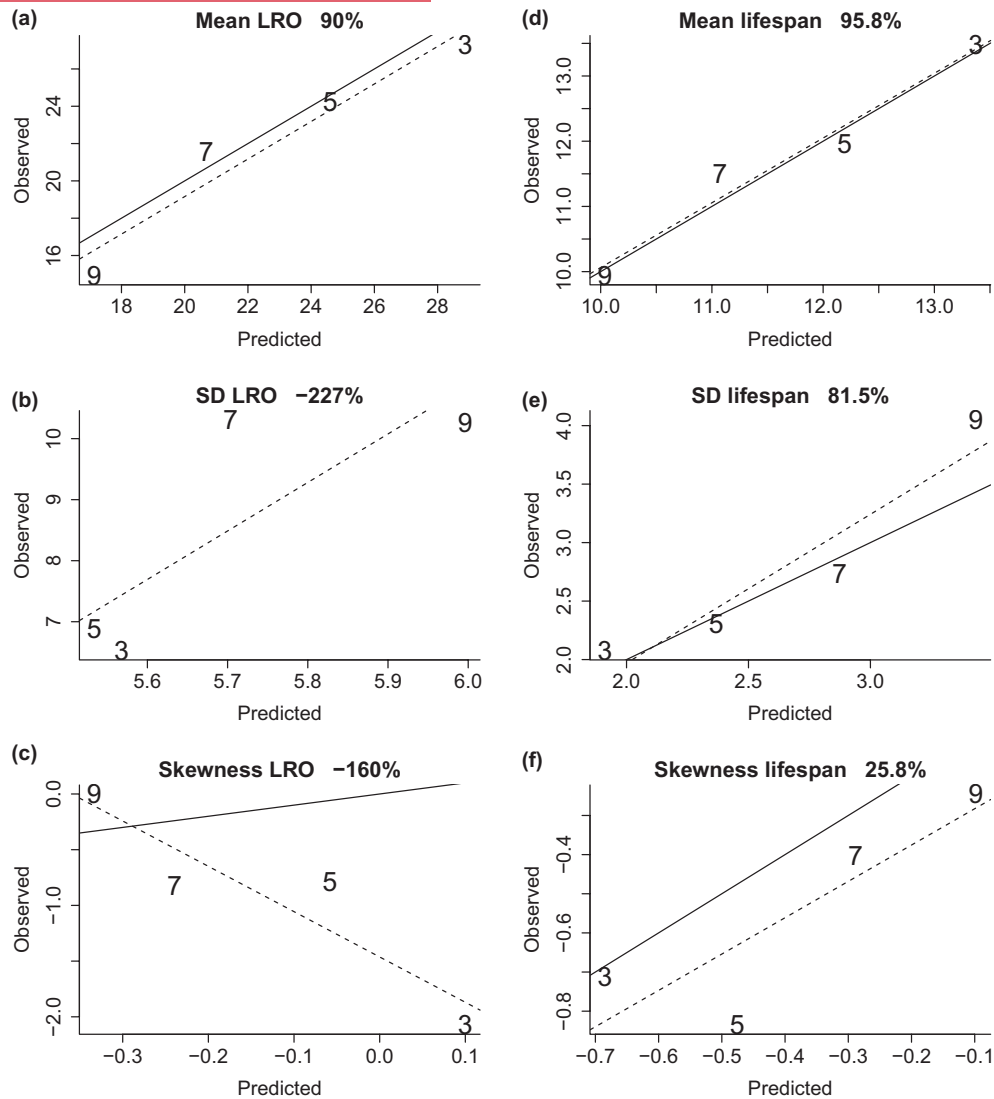 (a)
Mean LRO 90%
3
24
5
7
Observed
20
16
9
18 20 22 24 26 28
Predicted
(d)
Mean lifespan 95.8%
3
13.0
12.0
5
7
Observed
11.0
10.0
9
10.0 11.0 12.0 13.0
Predicted
(b)
SD LRO −227%
7
9
10
9
Observed
8
7
5
3
5.6 5.7 5.8 5.9 6.0
Predicted
(e)
SD lifespan 81.5%
9
4.0
3.5
Observed
3.0
7
2.5
5
3
2.0
2.0 2.5 3.0
Predicted
(c)
Skewness LRO −160%
0.0
9
7
5
−1.0
Observed
−2.0
3
−0.3 −0.2 −0.1 0.0 0.1
Predicted
(f)
Skewness lifespan 25.8%
9
−0.4
7
Observed
−0.6
3
−0.8
5
−0.7 −0.6 −0.5 −0.4 −0.3 −0.2 −0.1
Predicted